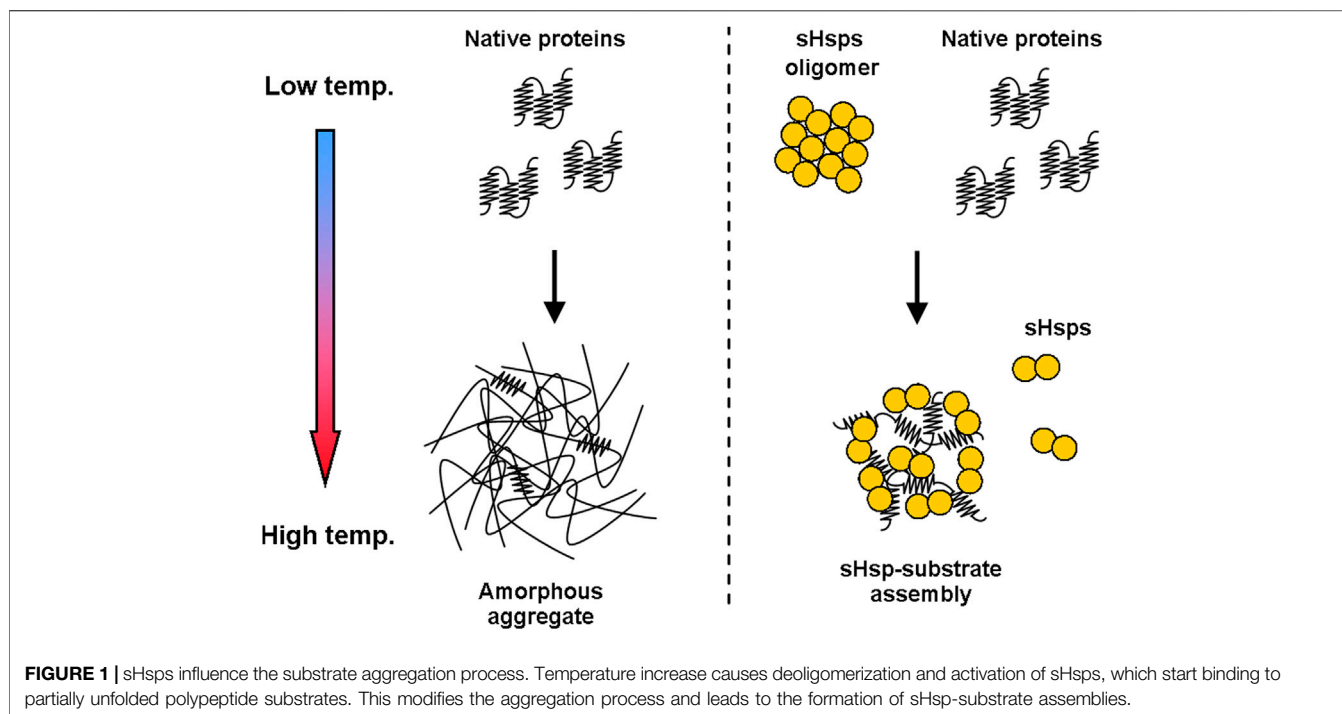 Low temp.
High temp.
Native proteins
Amorphous
aggregate
sHsps
oligomer
Native proteins
sHsps
sHsp-substrate
assembly
FIGURE 1 | sHsps influence the substrate aggregation process. Temperature increase causes deoligomerization and activation of sHsps, which start binding to
partially unfolded polypeptide substrates. This modifies the aggregation process and leads to the formation of sHsp-substrate assemblies.